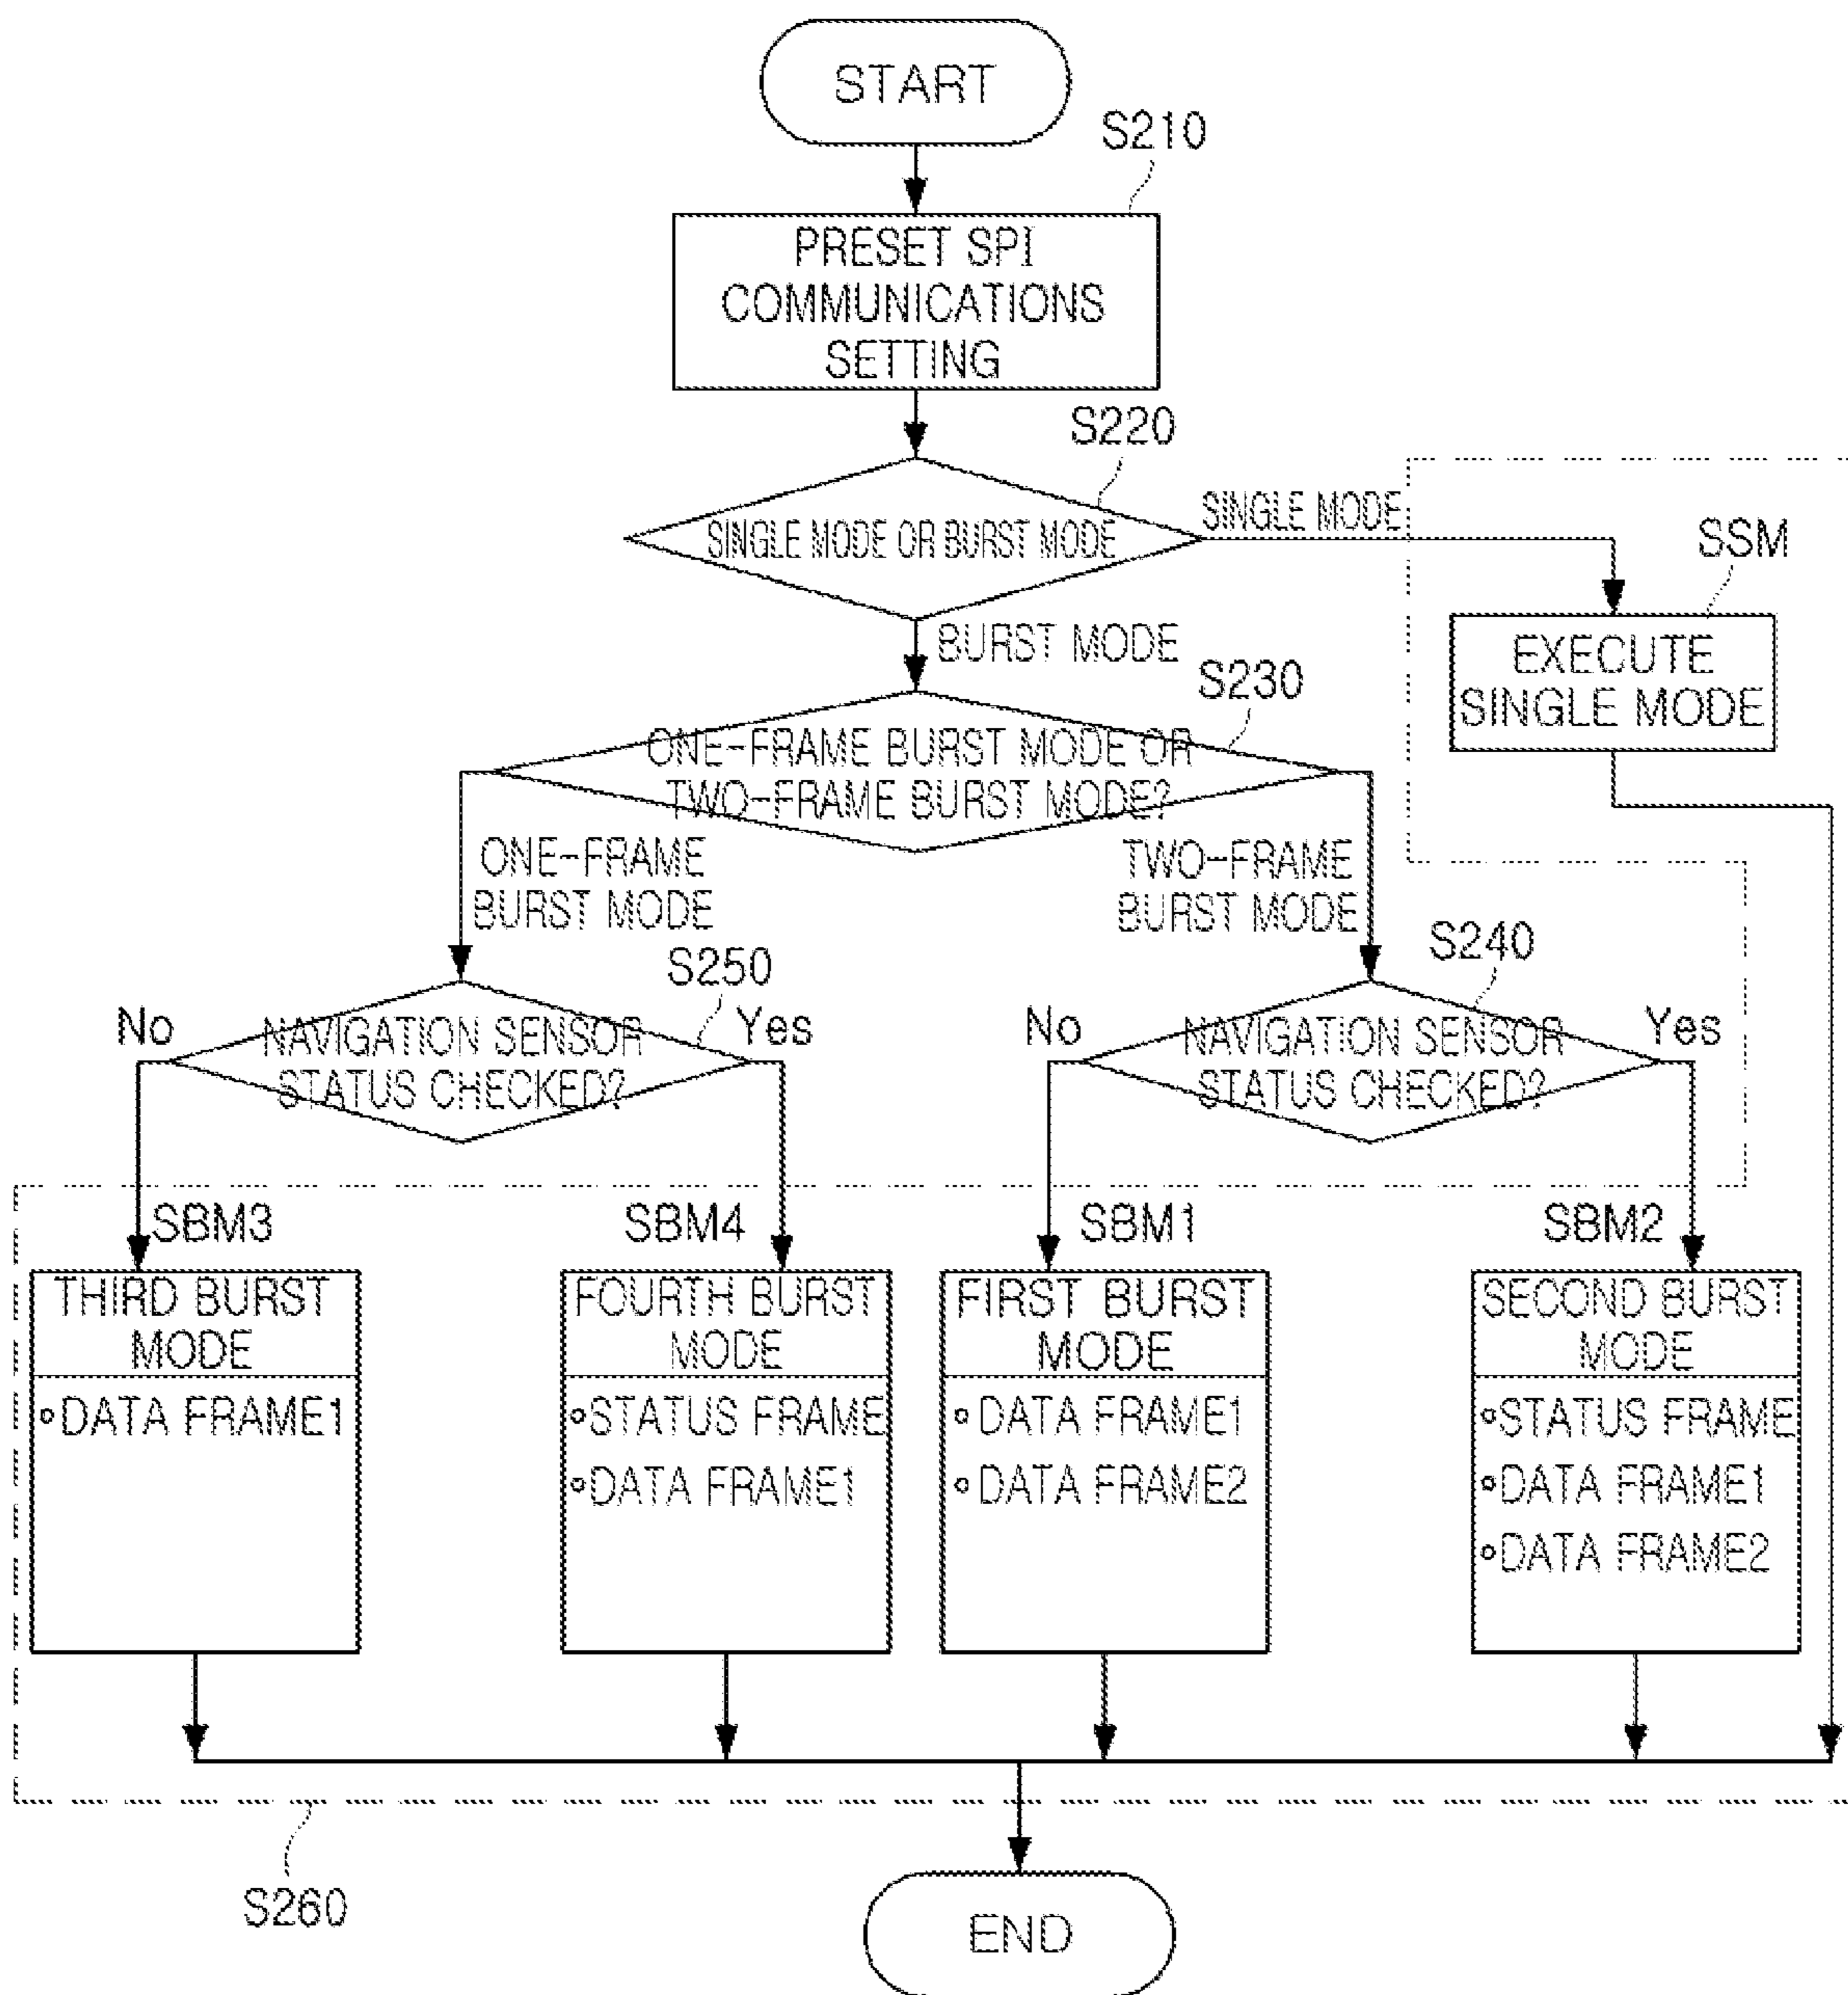 START
S210
PRESET SPI
COMMUNICATIONS
SETTING
S220
SINGLE MODE OR BURST MODE
SINGLE MODE
SSM
EXECUTE
SINGLE MODE
BURST MODE
S230
ONE-FRAME BURST MODE OR
TWO-FRAME BURST MODE?
ONE-FRAME
BURST MODE
TWO-FRAME
BURST MODE
S250
No
NAVIGATION SENSOR
STATUS CHECKED?
Yes
S240
No
NAVIGATION SENSOR
STATUS CHECKED?
Yes
SBM3
THIRD BURST
MODE
∘DATA FRAME1
SBM4
FOURTH BURST
MODE
∘STATUS FRAME
∘DATA FRAME1
SBM1
FIRST BURST
MODE
∘DATA FRAME1
∘DATA FRAME2
SBM2
SECOND BURST
MODE
∘STATUS FRAME
∘DATA FRAME1
∘DATA FRAME2
S260
END